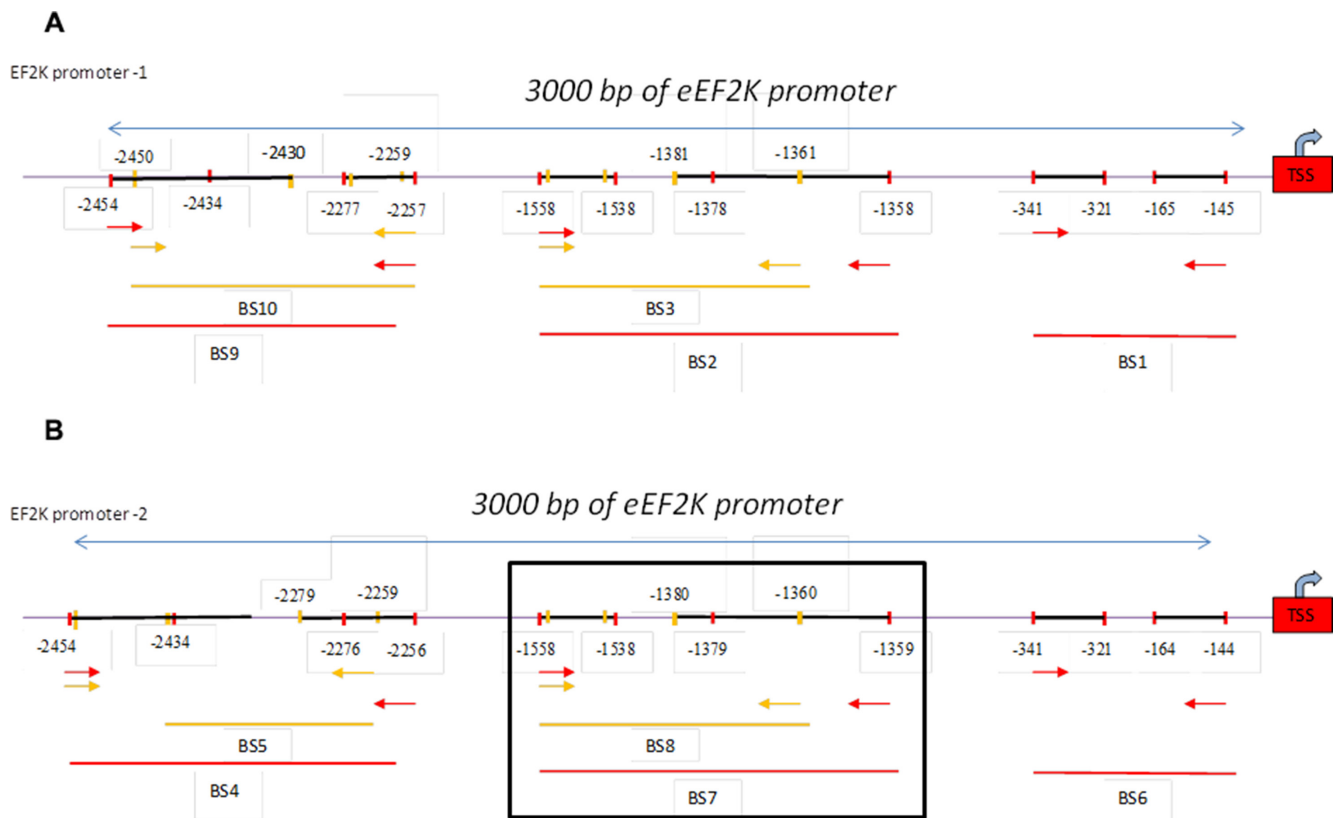 A
EF2K promoter -1
3000 bp of eEF2K promoter
-2450 -2430 -2259 -1381 -1361
TSS
-2454 -2434 -2277 -2257 -1558 -1538 -1378 -1358 -341 -321 -165 -145
BS10 BS3
BS9 BS2 BS1
B
EF2K promoter -2
3000 bp of eEF2K promoter
-2279 -2259 -1380 -1360
TSS
-2454 -2434 -2276 -2256 -1558 -1538 -1379 -1359 -341 -321 -164 -144
BS5 BS8
BS4 BS7 BS6